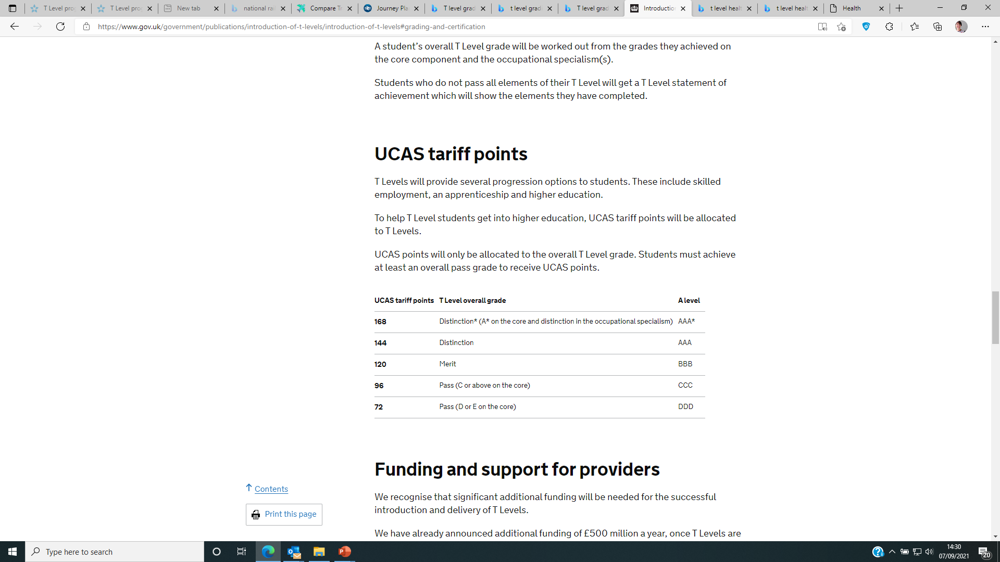 T Level pro
T Level pro
New tab
national rai
Compare Tr
Journey Pla
T level grad
t level gradi
T level grad
Introduction
t level healt
t level healt
Health
https://www.gov.uk/government/publications/introduction-of-t-levels/introduction-of-t-levels#grading-and-certification
A student’s overall T Level grade will be worked out from the grades they achieved on
the core component and the occupational specialism(s).
Students who do not pass all elements of their T Level will get a T Level statement of
achievement which will show the elements they have completed.
UCAS tariff points
T Levels will provide several progression options to students. These include skilled
employment, an apprenticeship and higher education.
To help T Level students get into higher education, UCAS tariff points will be allocated
to T Levels.
UCAS points will only be allocated to the overall T Level grade. Students must achieve
at least an overall pass grade to receive UCAS points.
UCAS tariff points T Level overall grade A level
168 Distinction* (A* on the core and distinction in the occupational specialism) AAA*
144 Distinction AAA
120 Merit BBB
96 Pass (C or above on the core) CCC
72 Pass (D or E on the core) DDD
Funding and support for providers
Contents
We recognise that significant additional funding will be needed for the successful
introduction and delivery of T Levels.
Print this page
We have already announced additional funding of £500 million a year, once T Levels are
Type here to search
14:30
07/09/2021
20